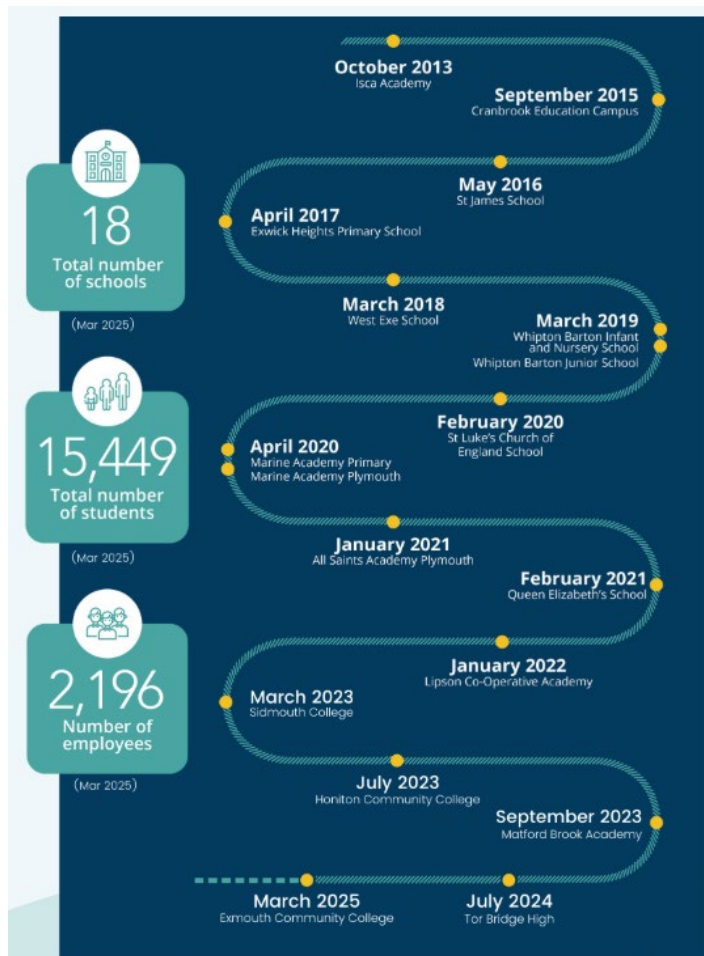 October 2013
Isca Academy
September 2015
Cranbrook Education Campus
May 2016
St James School
April 2017
Exwick Heights Primary School
18
Total number
of schools
(Mar 2025)
March 2018
West Exe School
March 2019
Whipton Barton Infant
and Nursery School
Whipton Barton Junior School
February 2020
St Luke's Church of
England School
April 2020
Marine Academy Primary
Marine Academy Plymouth
15,449
Total number
of students
(Mar 2025)
January 2021
All Saints Academy Plymouth
February 2021
Queen Elizabeth's School
January 2022
Lipson Co-Operative Academy
March 2023
Sidmouth College
2,196
Number of
employees
(Mar 2025)
July 2023
Honiton Community College
September 2023
Matford Brook Academy
March 2025
Exmouth Community College
July 2024
Tor Bridge High